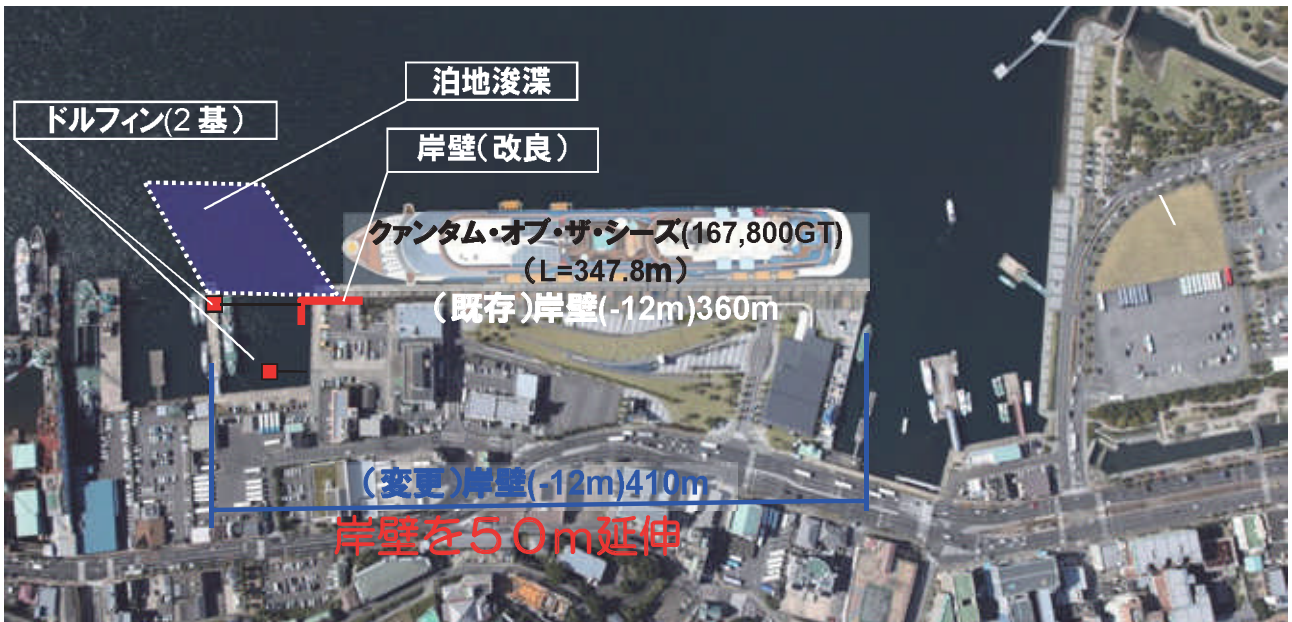 泊地浚渫
ドルフィン(2基)
岸壁(改良)
クァンタム・オブ・ザ・シーズ(167,800GT)
(L=347.8m)
(既存)岸壁(-12m)360m
(変更)岸壁(-12m)410m
岸壁を50m延伸